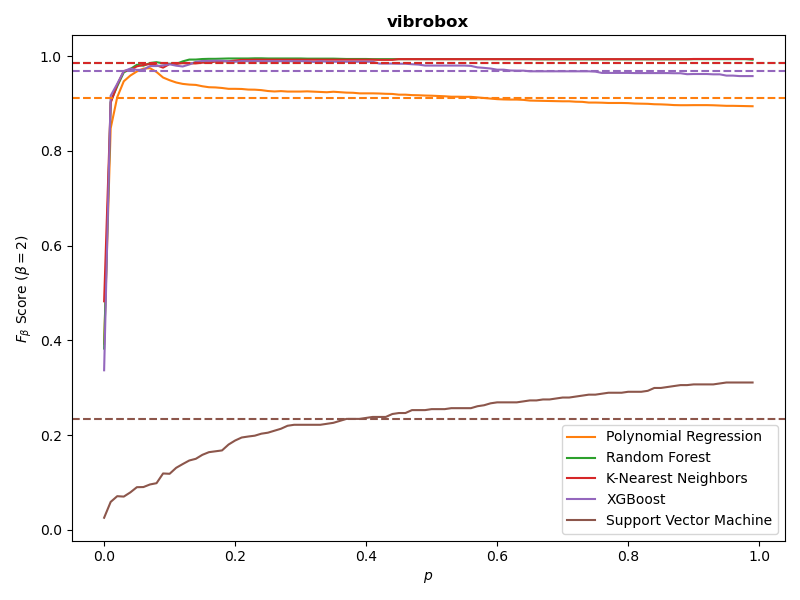 vibrobox
1.0
0.8
0.6
0.4
0.2
0.0
F_β Score (β = 2)
0.0 0.2 0.4 0.6 0.8 1.0
p
Polynomial Regression
Random Forest
K-Nearest Neighbors
XGBoost
Support Vector Machine